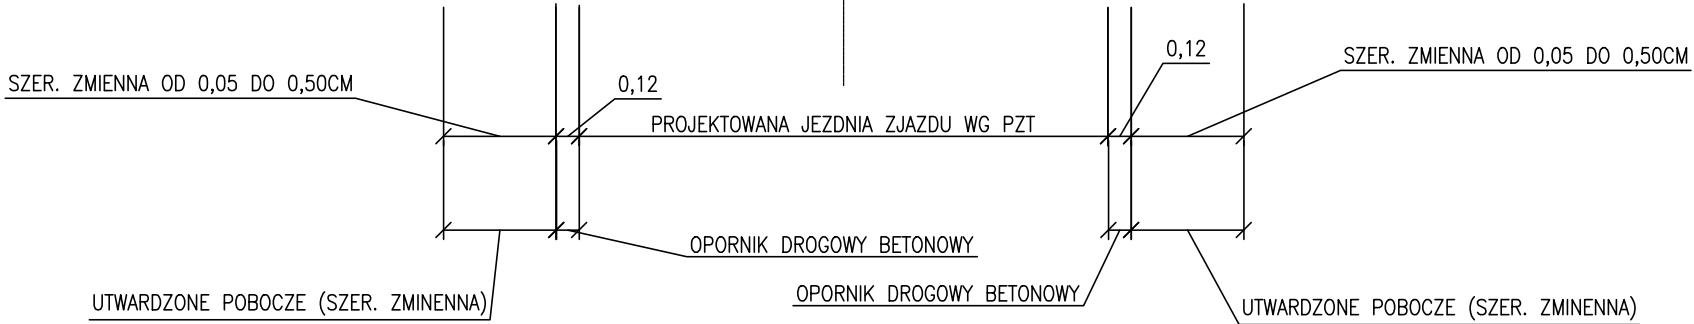 0,12
SZER. ZMIENNA OD 0,05 DO 0,50CM
SZER. ZMIENNA OD 0,05 DO 0,50CM
0,12
PROJEKTOWANA JEZDNIA ZJAZDU WG PZT
OPORNIK DROGOWY BETONOWY
OPORNIK DROGOWY BETONOWY
UTWARDZONE POBOCZE (SZER. ZMINENNA)
UTWARDZONE POBOCZE (SZER. ZMINENNA)